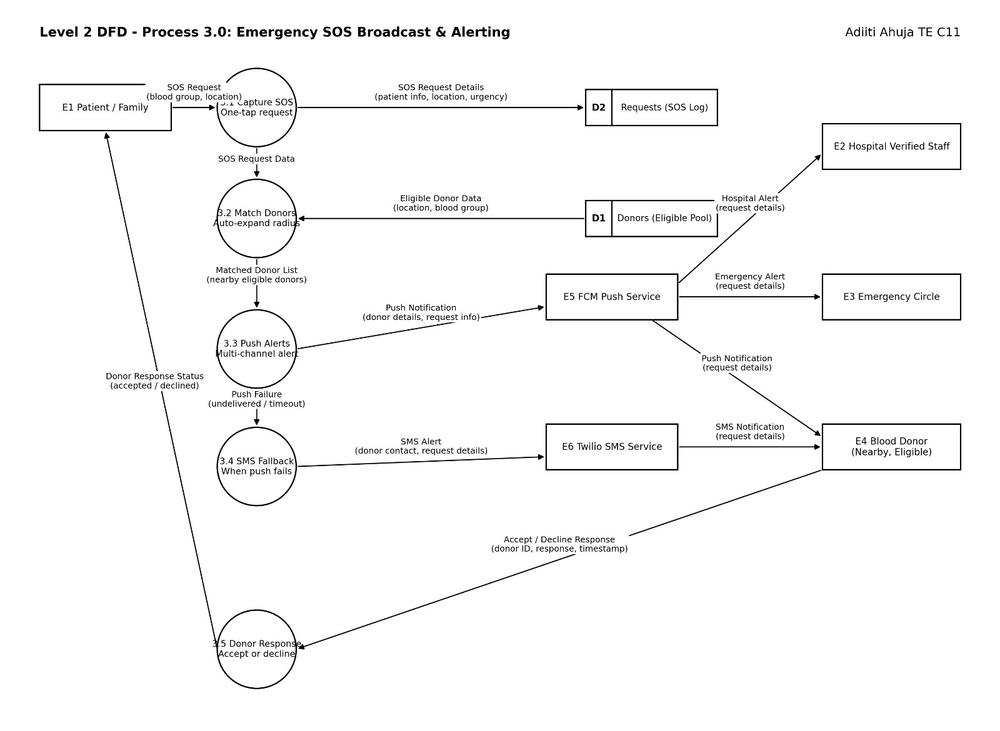 Level 2 DFD - Process 3.0: Emergency SOS Broadcast & Alerting
Adiiti Ahuja TE C11
E1 Patient / Family
SOS Request
(blood group, location)
3.1 Capture SOS
One-tap request
SOS Request Details
(patient info, location, urgency)
D2
Requests (SOS Log)
E2 Hospital Verified Staff
SOS Request Data
3.2 Match Donors
Auto-expand radius
Eligible Donor Data
(location, blood group)
D1
Donors (Eligible Pool)
Hospital Alert
(request details)
Matched Donor List
(nearby eligible donors)
E5 FCM Push Service
Emergency Alert
(request details)
E3 Emergency Circle
Push Notification
(donor details, request info)
3.3 Push Alerts
Multi-channel alert
Push Notification
(request details)
Donor Response Status
(accepted / declined)
Push Failure
(undelivered / timeout)
3.4 SMS Fallback
When push fails
SMS Alert
(donor contact, request details)
E6 Twilio SMS Service
SMS Notification
(request details)
E4 Blood Donor
(Nearby, Eligible)
Accept / Decline Response
(donor ID, response, timestamp)
3.5 Donor Response
Accept or decline